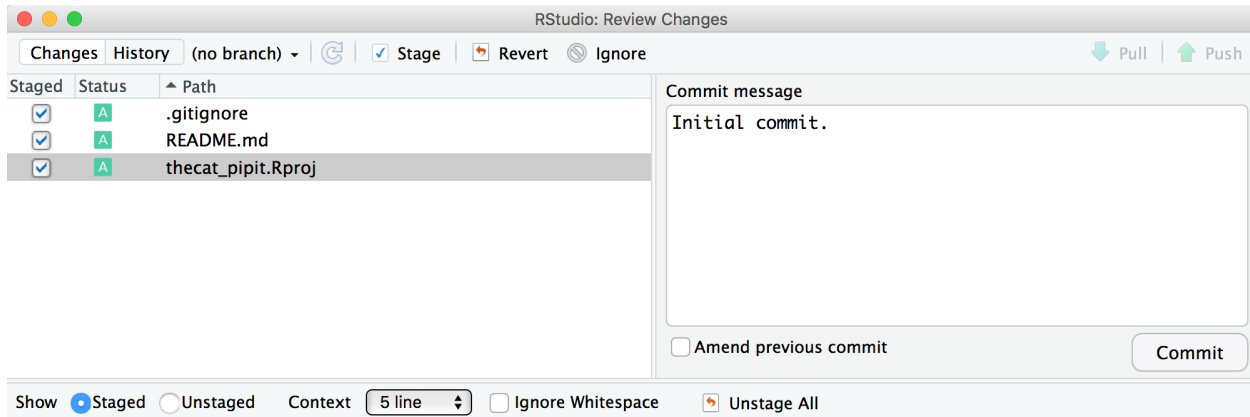 RStudio: Review Changes
Changes History (no branch) Stage Revert Ignore Pull Push
Staged Status Path
A .gitignore
A README.md
A thecat_pipit.Rproj
Commit message
Initial commit.
Amend previous commit
Commit
Show Staged Unstaged Context 5 line Ignore Whitespace Unstage All